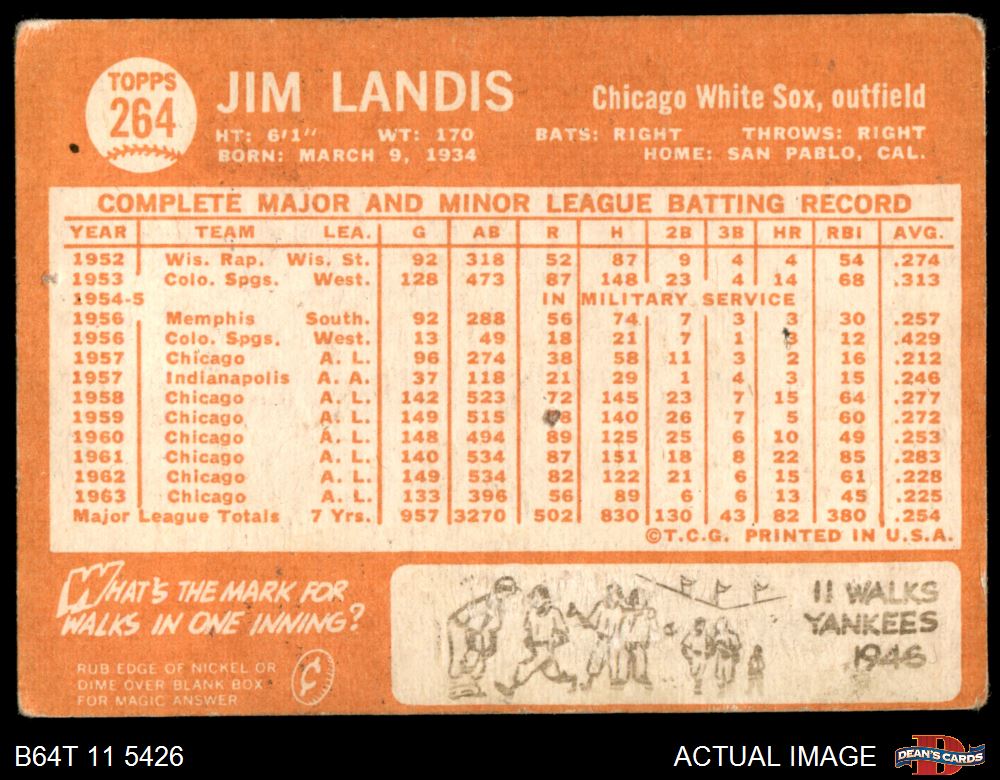 TOPPS
264
JIM LANDIS
Chicago White Sox, outfield
HT: 6'1" WT: 170 BATS: RIGHT THROWS: RIGHT
BORN: MARCH 9, 1934 HOME: SAN PABLO, CAL.
COMPLETE MAJOR AND MINOR LEAGUE BATTING RECORD
YEAR TEAM LEA. G AB R H 2B 3B HR RBI AVG.
1952 Wis. Rap. Wis. St. 92 318 52 87 9 4 4 54 .274
1953 Colo. Spgs. West. 128 473 87 148 23 4 14 68 .313
1954-5 IN MILITARY SERVICE
1956 Memphis South. 92 288 56 74 7 3 3 30 .257
1956 Colo. Spgs. West. 13 49 18 21 7 1 3 12 .429
1957 Chicago A. L. 96 274 38 58 11 3 2 16 .212
1957 Indianapolis A. A. 37 118 21 29 1 4 3 15 .246
1958 Chicago A. L. 142 523 72 145 23 7 15 64 .277
1959 Chicago A. L. 149 515 140 26 7 5 60 .272
1960 Chicago A. L. 148 494 89 125 25 6 10 49 .253
1961 Chicago A. L. 140 534 87 151 18 8 22 85 .283
1962 Chicago A. L. 149 534 82 122 21 6 15 61 .228
1963 Chicago A. L. 133 396 56 89 6 6 13 45 .225
Major League Totals 7 Yrs. 957 3270 502 830 130 43 82 380 .254
©T.C.G. PRINTED IN U.S.A.
WHAT'S THE MARK FOR
WALKS IN ONE INNING?
RUB EDGE OF NICKEL OR
DIME OVER BLANK BOX
FOR MAGIC ANSWER
11 WALKS
YANKEES
1946
B64T 11 5426
ACTUAL IMAGE
D
DEAN'S CARDS